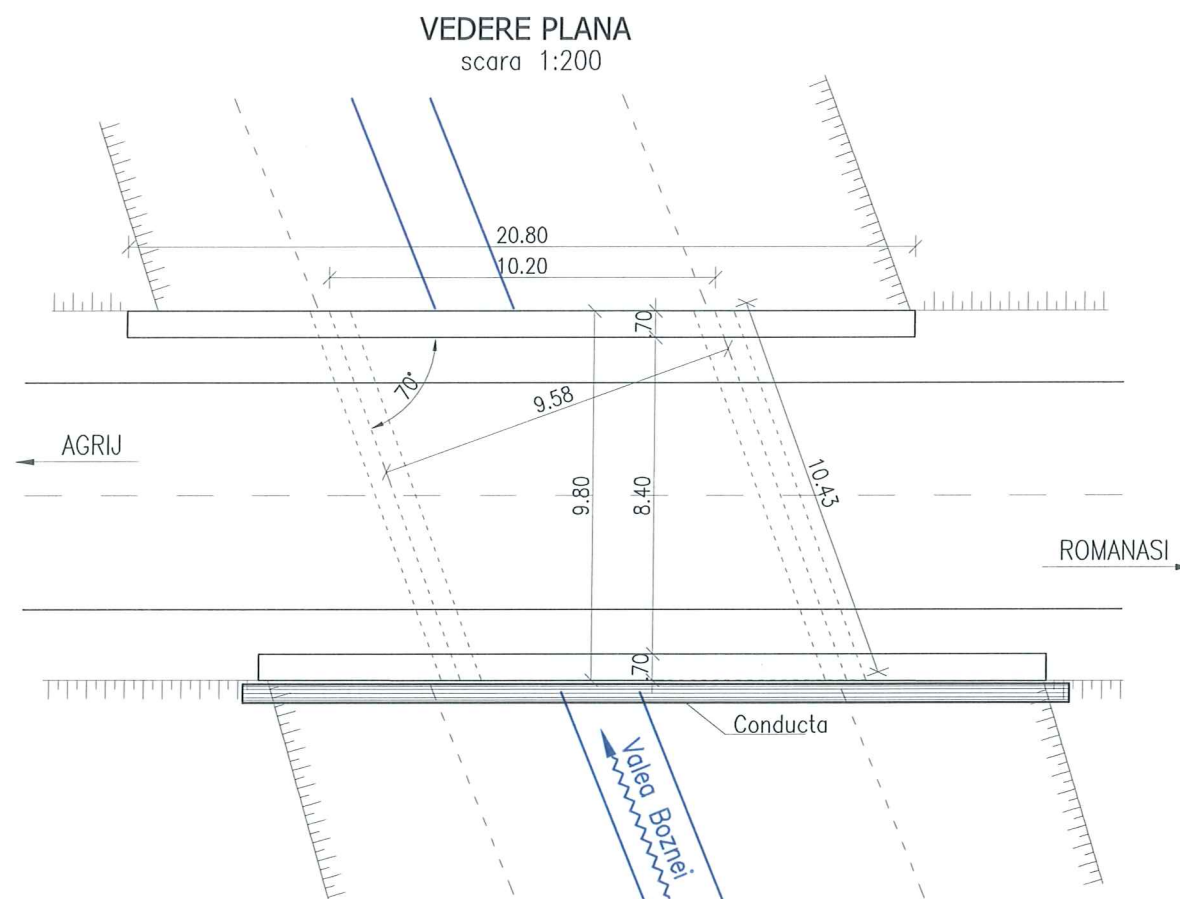 VEDERE PLANA
scara 1:200
20.80
10.20
.70
70°
9.58
AGRIJ
9.80
8.40
10.43
ROMANASI
.70
Conducta
Valea Boznei